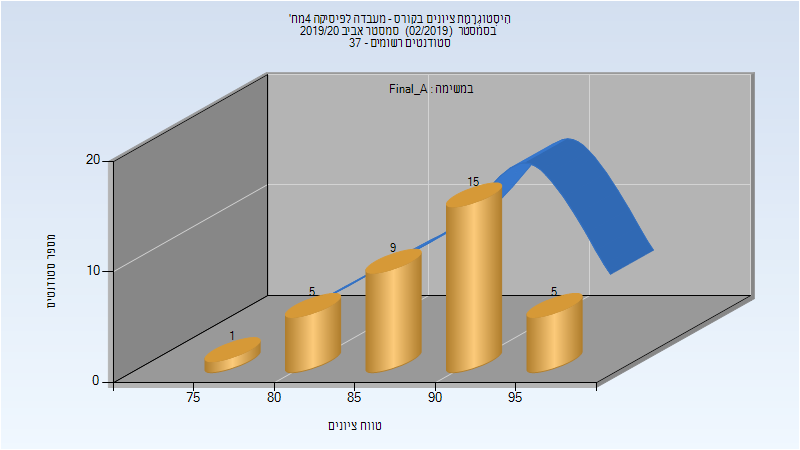 היסטוגרמת ציונים בקורס - מעבדה לפיסיקה 4מח'
בסמסטר (02/2019) סמסטר אביב 2019/20
סטודנטים רשומים - 37
במשימה : Final_A
מספר סטודנטים
20
10
0
1
5
9
15
5
75
80
85
90
95
טווח ציונים